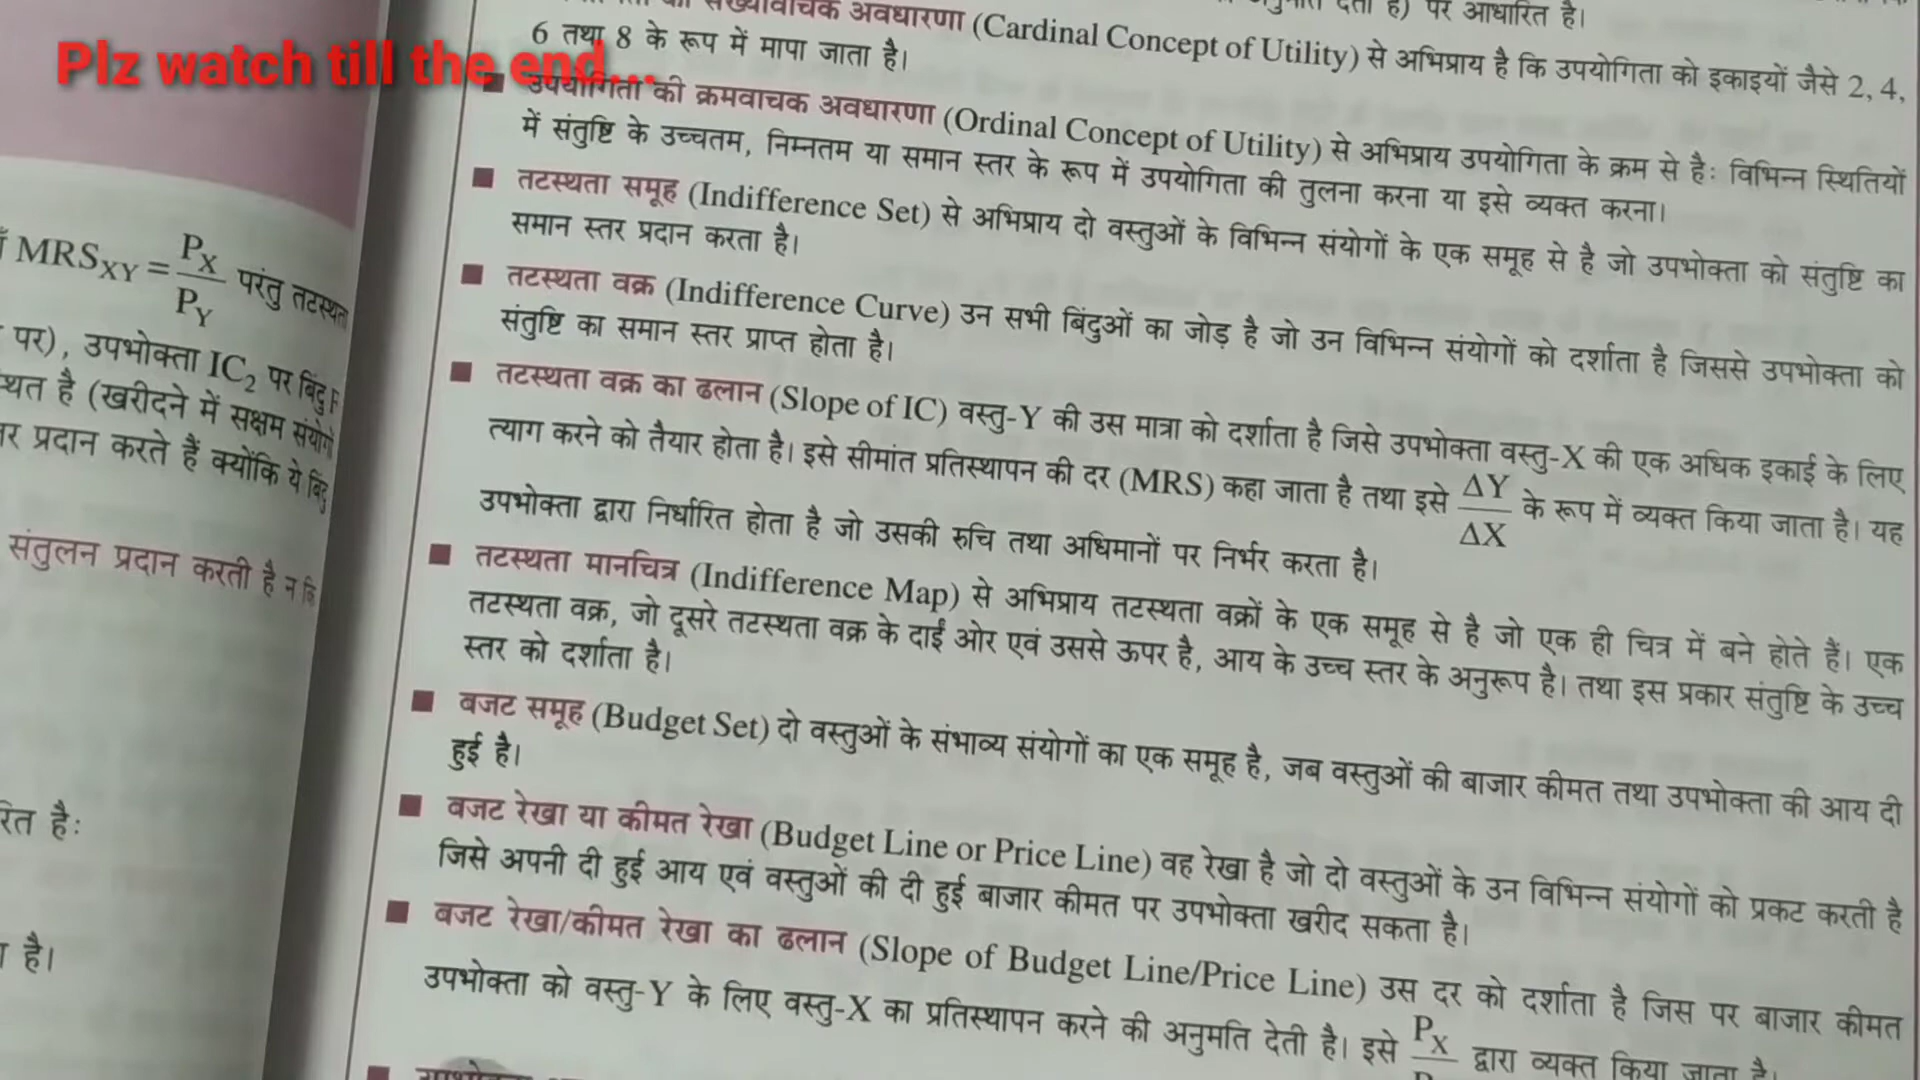 Plz watch till the end...
MRSXY = PX/PY परंतु तटस्थता
पर), उपभोक्ता IC2 पर बिंदु
है (खरीदने में सक्षम संयोगों
प्रदान करते हैं क्योंकि ये बिंदु
संतुलन प्रदान करती है न कि
है:
है।
पर आधारित है।
अवधारणा (Cardinal Concept of Utility) से अभिप्राय है कि उपयोगिता को इकाइयों जैसे 2, 4,
6 तथा 8 के रूप में मापा जाता है।
■ उपयोगिता की क्रमवाचक अवधारणा (Ordinal Concept of Utility) से अभिप्राय उपयोगिता के क्रम से है: विभिन्न स्थितियों
में संतुष्टि के उच्चतम, निम्नतम या समान स्तर के रूप में उपयोगिता की तुलना करना या इसे व्यक्त करना।
■ तटस्थता समूह (Indifference Set) से अभिप्राय दो वस्तुओं के विभिन्न संयोगों के एक समूह से है जो उपभोक्ता को संतुष्टि का
समान स्तर प्रदान करता है।
■ तटस्थता वक्र (Indifference Curve) उन सभी बिंदुओं का जोड़ है जो उन विभिन्न संयोगों को दर्शाता है जिससे उपभोक्ता को
संतुष्टि का समान स्तर प्राप्त होता है।
■ तटस्थता वक्र का ढलान (Slope of IC) वस्तु-Y की उस मात्रा को दर्शाता है जिसे उपभोक्ता वस्तु-X की एक अधिक इकाई के लिए
त्याग करने को तैयार होता है। इसे सीमांत प्रतिस्थापन की दर (MRS) कहा जाता है तथा इसे ΔY/ΔX के रूप में व्यक्त किया जाता है। यह
उपभोक्ता द्वारा निर्धारित होता है जो उसकी रुचि तथा अधिमानों पर निर्भर करता है।
■ तटस्थता मानचित्र (Indifference Map) से अभिप्राय तटस्थता वक्रों के एक समूह से है जो एक ही चित्र में बने होते हैं। एक
तटस्थता वक्र, जो दूसरे तटस्थता वक्र के दाईं ओर एवं उससे ऊपर है, आय के उच्च स्तर के अनुरूप है। तथा इस प्रकार संतुष्टि के उच्च
स्तर को दर्शाता है।
■ बजट समूह (Budget Set) दो वस्तुओं के संभाव्य संयोगों का एक समूह है, जब वस्तुओं की बाजार कीमत तथा उपभोक्ता की आय दी
हुई है।
■ बजट रेखा या कीमत रेखा (Budget Line or Price Line) वह रेखा है जो दो वस्तुओं के उन विभिन्न संयोगों को प्रकट करती है
जिसे अपनी दी हुई आय एवं वस्तुओं की दी हुई बाजार कीमत पर उपभोक्ता खरीद सकता है।
■ बजट रेखा/कीमत रेखा का ढलान (Slope of Budget Line/Price Line) उस दर को दर्शाता है जिस पर बाजार कीमत
उपभोक्ता को वस्तु-Y के लिए वस्तु-X का प्रतिस्थापन करने की अनुमति देती है। इसे PX द्वारा व्यक्त किया जाता है।